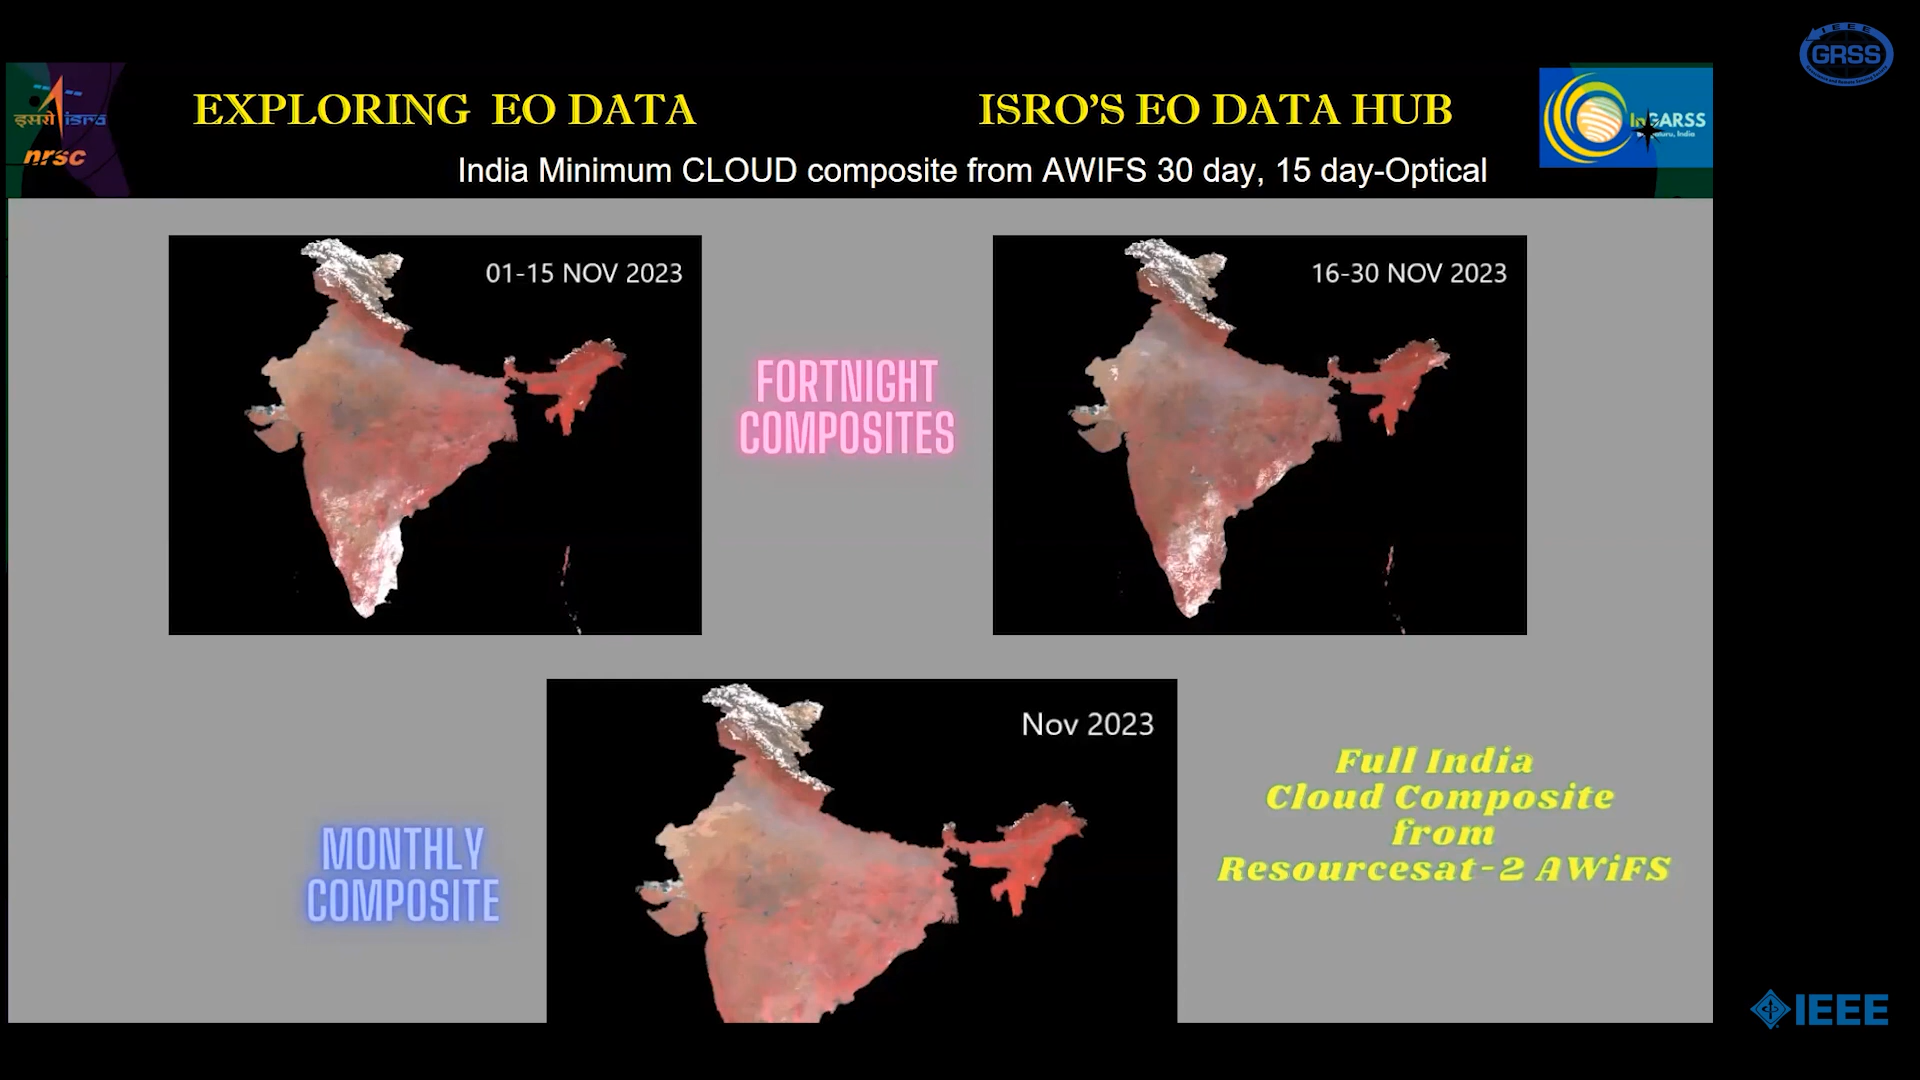 IEEE
GRSS
इसरो isro
nrsc
EXPLORING EO DATA
ISRO'S EO DATA HUB
InGARSS
India Minimum CLOUD composite from AWIFS 30 day, 15 day-Optical
01-15 NOV 2023
16-30 NOV 2023
FORTNIGHT
COMPOSITES
Nov 2023
MONTHLY
COMPOSITE
Full India
Cloud Composite
from
Resourcesat-2 AWiFS
IEEE